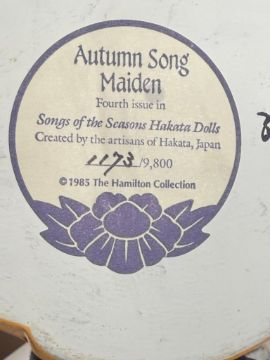 Autumn Song
Maiden
Fourth issue in
Songs of the Seasons Hakata Dolls
Created by the artisans of Hakata, Japan
1173/9,800
©1985 The Hamilton Collection